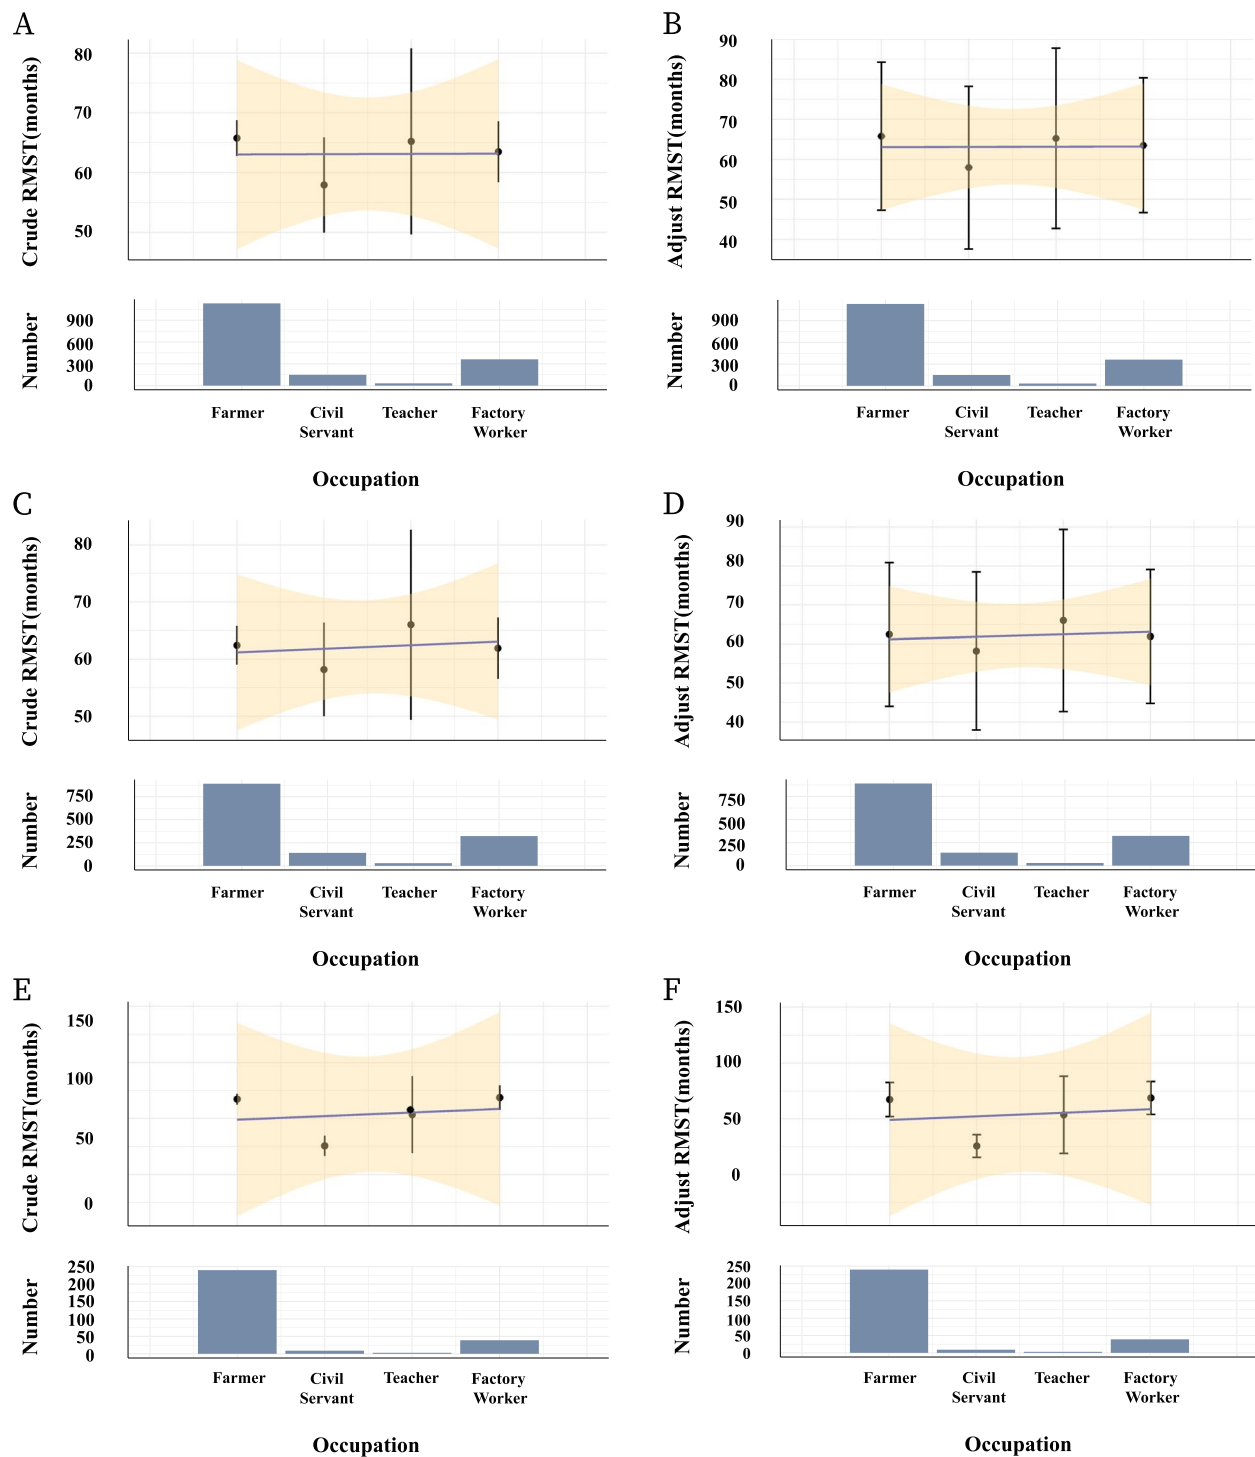 A
Crude RMST(months)
80
70
60
50
Number
900
600
300
0
Farmer
Civil
Servant
Teacher
Factory
Worker
Occupation
B
Adjust RMST(months)
90
80
70
60
50
40
Number
900
600
300
0
Farmer
Civil
Servant
Teacher
Factory
Worker
Occupation
C
Crude RMST(months)
80
70
60
50
Number
750
500
250
0
Farmer
Civil
Servant
Teacher
Factory
Worker
Occupation
D
Adjust RMST(months)
90
80
70
60
50
40
Number
750
500
250
0
Farmer
Civil
Servant
Teacher
Factory
Worker
Occupation
E
Crude RMST(months)
150
100
50
0
Number
250
200
150
100
50
0
Farmer
Civil
Servant
Teacher
Factory
Worker
Occupation
F
Adjust RMST(months)
150
100
50
0
Number
250
200
150
100
50
0
Farmer
Civil
Servant
Teacher
Factory
Worker
Occupation